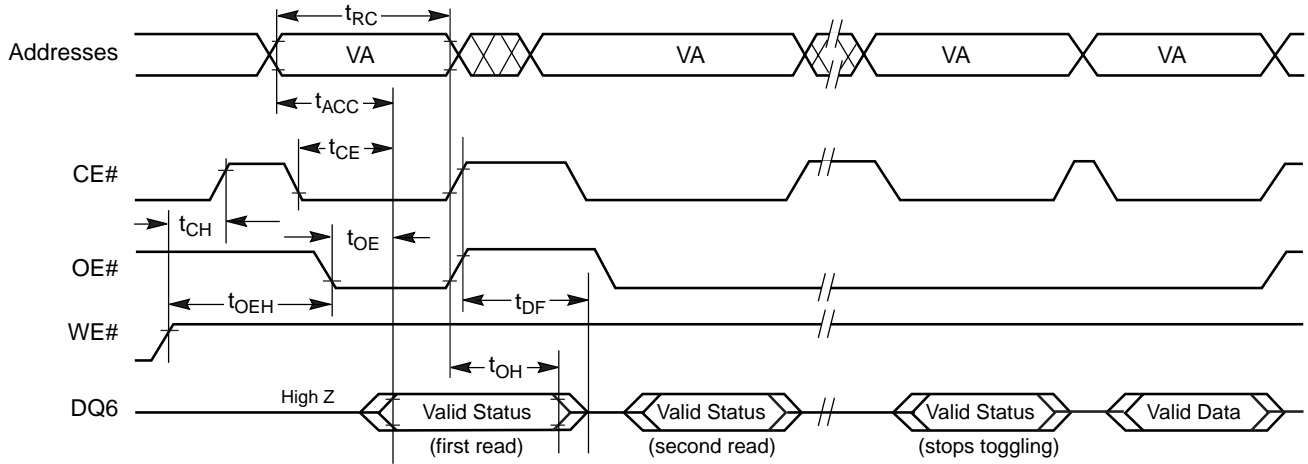 tRC
Addresses VA VA VA VA
tACC
tCE
CE#
tCH tOE
OE#
tOEH tDF
WE#
tOH
High Z
DQ6 Valid Status Valid Status Valid Status Valid Data
(first read) (second read) (stops toggling)